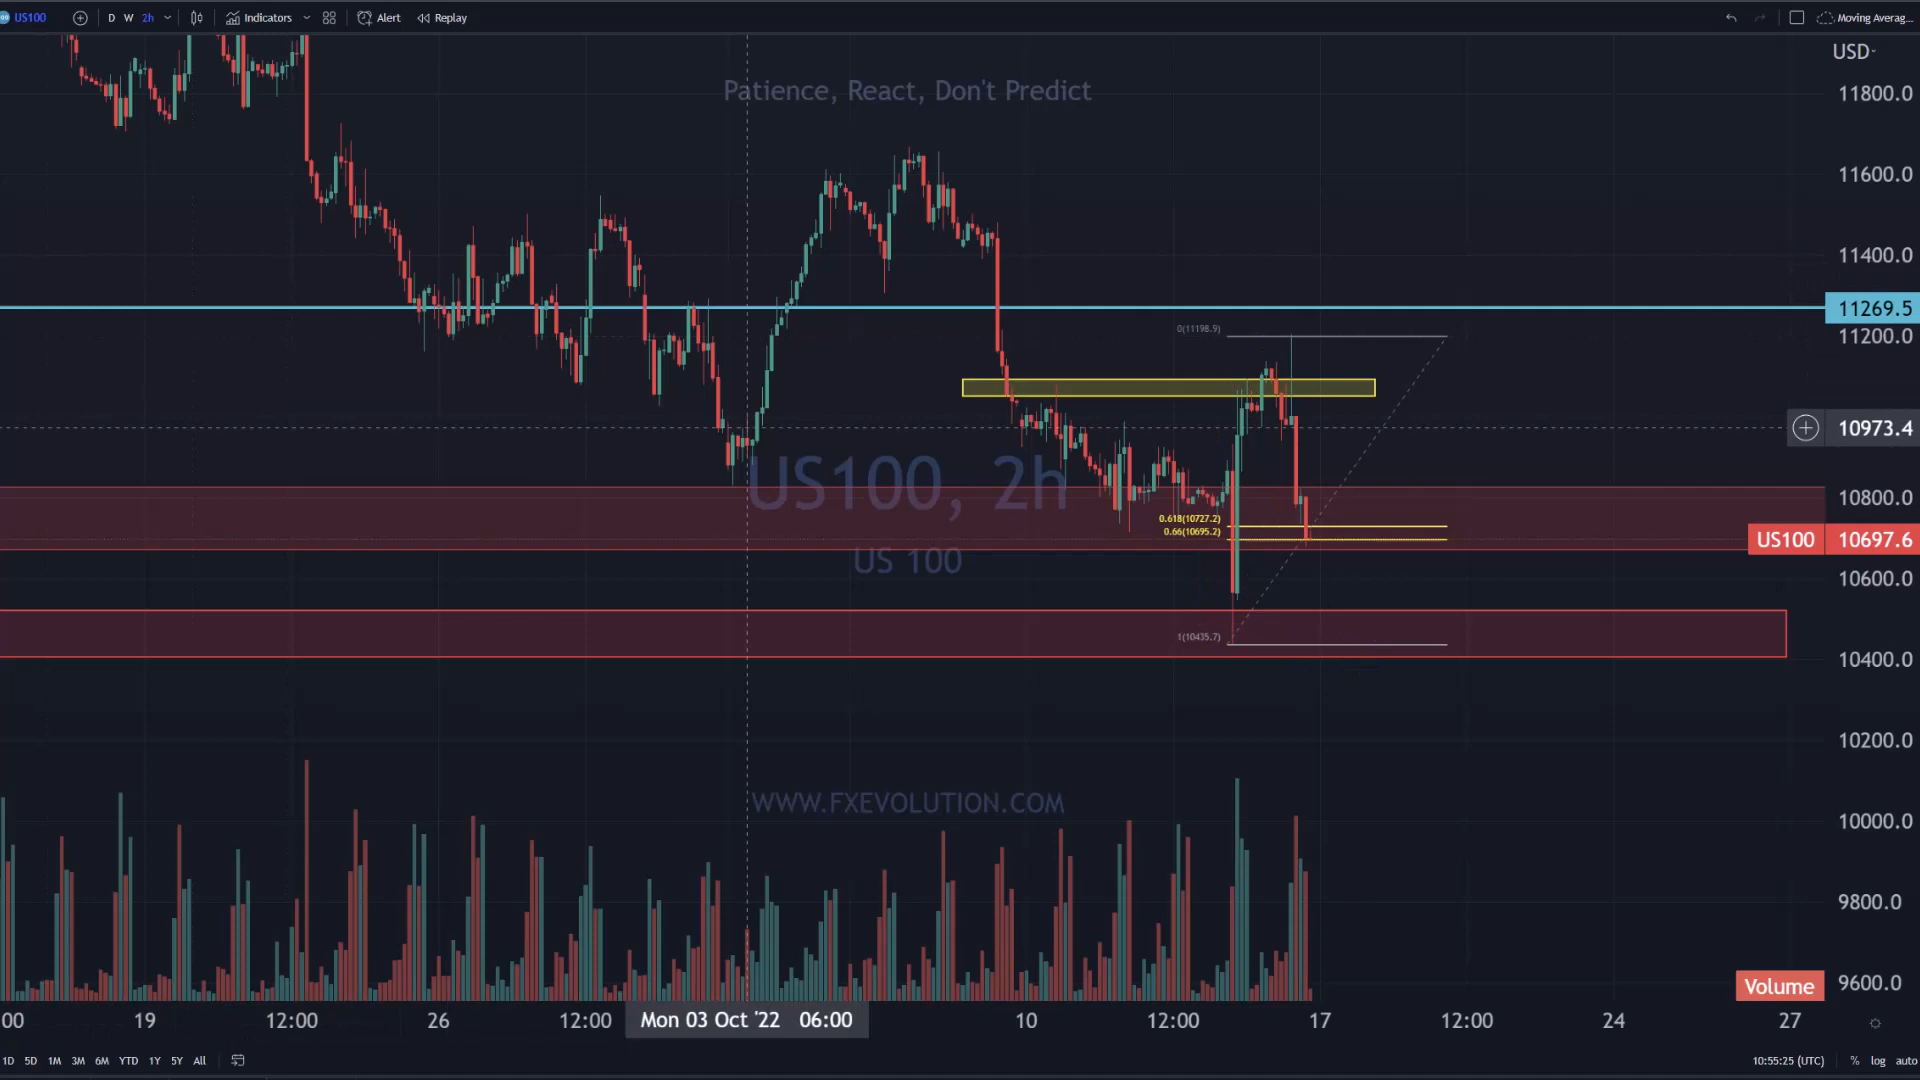 US100 D W 2h Indicators Alert Replay Moving Averag...
USD
Patience, React, Don't Predict
11800.0
11600.0
11400.0
11269.5
0(11198.9)
11200.0
10973.4
US100, 2h
10800.0
0.618(10727.2)
0.66(10695.2)
US100 10697.6
US 100
10600.0
1(10435.7)
10400.0
10200.0
WWW.FXEVOLUTION.COM
10000.0
9800.0
Volume 9600.0
00 19 12:00 26 12:00 Mon 03 Oct '22 06:00 10 12:00 17 12:00 24 27
1D 5D 1M 3M 6M YTD 1Y 5Y All 10:55:25 (UTC) % log auto